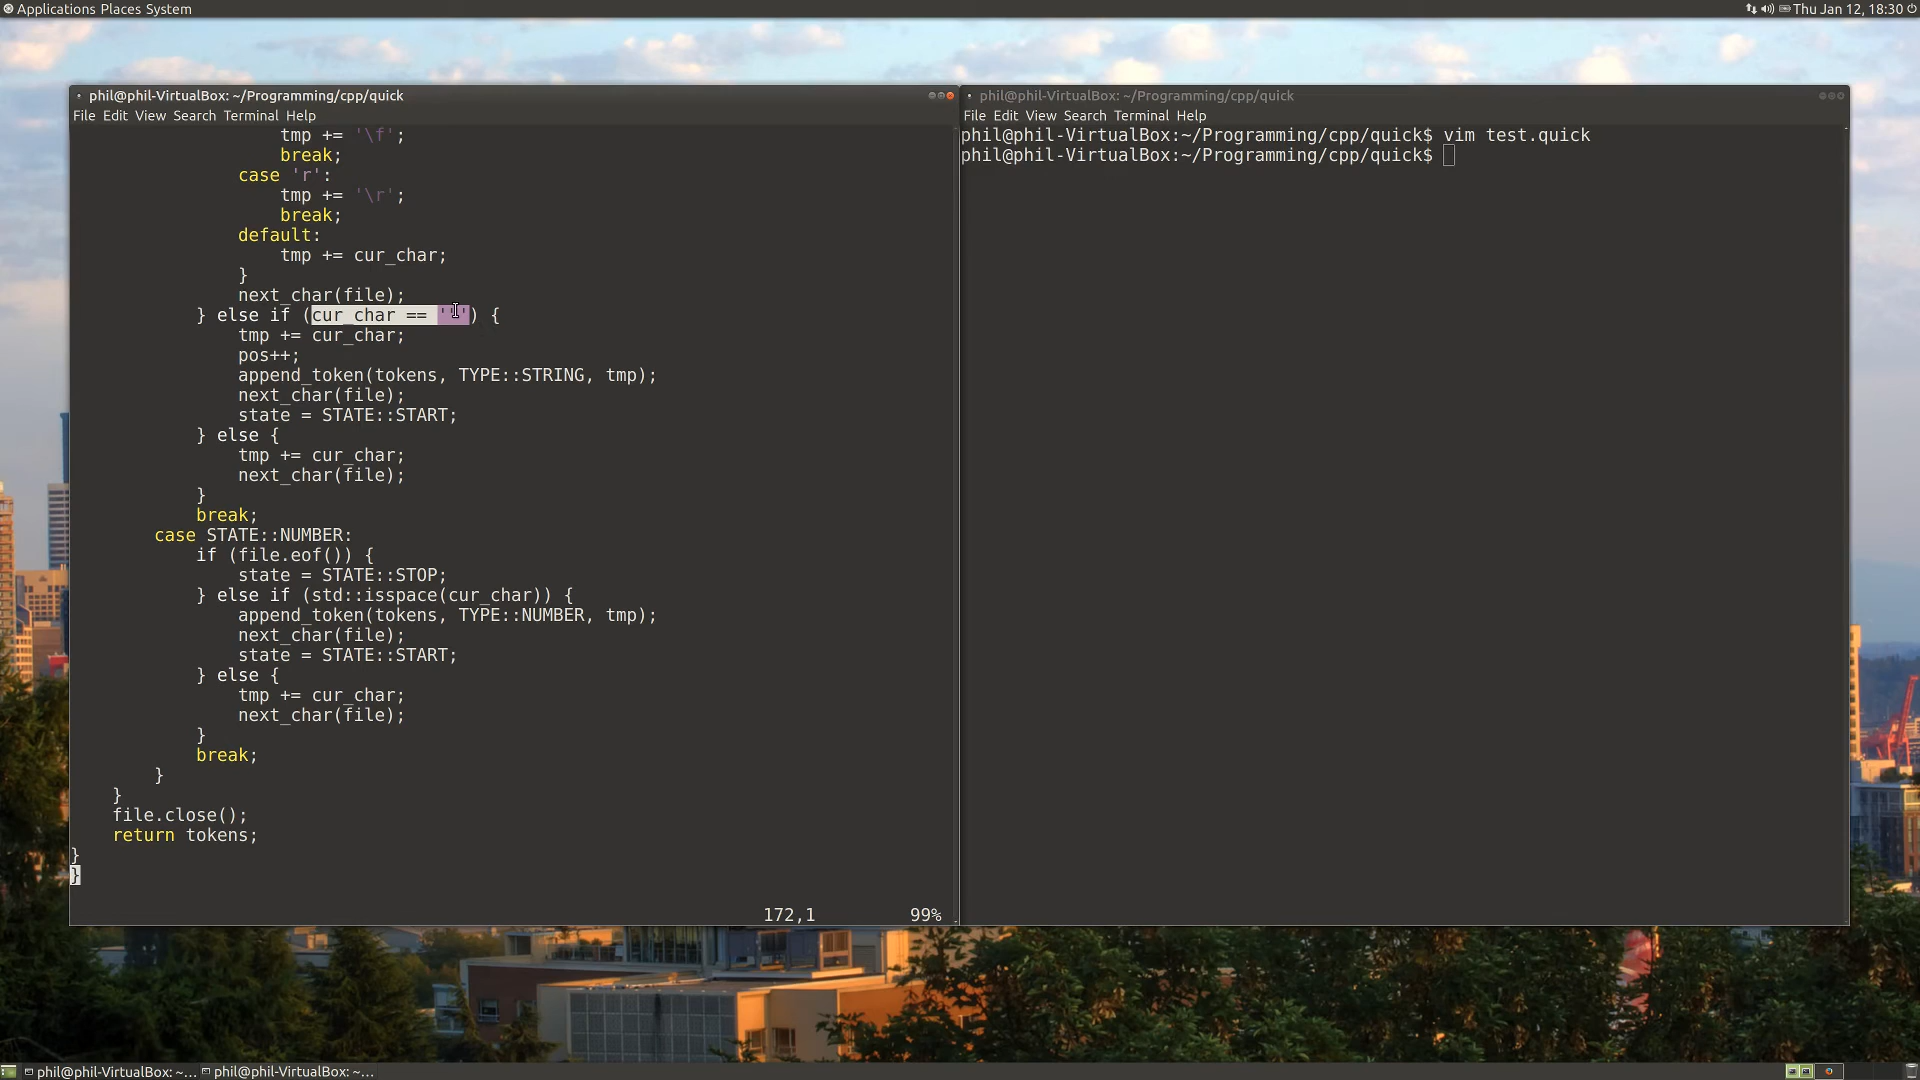 Applications Places System
Thu Jan 12, 18:30
phil@phil-VirtualBox: ~/Programming/cpp/quick
File Edit View Search Terminal Help
tmp += '\f';
break;
case 'r':
tmp += '\r';
break;
default:
tmp += cur_char;
}
next_char(file);
} else if (cur_char == '"') {
tmp += cur_char;
pos++;
append_token(tokens, TYPE::STRING, tmp);
next_char(file);
state = STATE::START;
} else {
tmp += cur_char;
next_char(file);
}
break;
case STATE::NUMBER:
if (file.eof()) {
state = STATE::STOP;
} else if (std::isspace(cur_char)) {
append_token(tokens, TYPE::NUMBER, tmp);
next_char(file);
state = STATE::START;
} else {
tmp += cur_char;
next_char(file);
}
break;
}
}
file.close();
return tokens;
}
}
172,1 99%
phil@phil-VirtualBox: ~/Programming/cpp/quick
File Edit View Search Terminal Help
phil@phil-VirtualBox:~/Programming/cpp/quick$ vim test.quick
phil@phil-VirtualBox:~/Programming/cpp/quick$
phil@phil-VirtualBox: ~...
phil@phil-VirtualBox: ~...